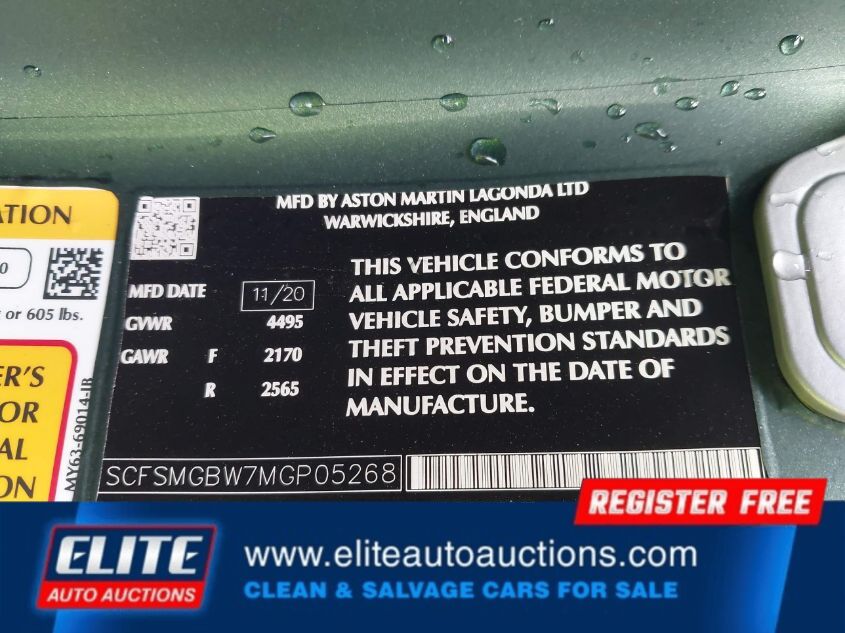 ATION
0
or 605 lbs.
ER'S
OR
AL
ON
MY63-69014-JB
MFD BY ASTON MARTIN LAGONDA LTD
WARWICKSHIRE, ENGLAND
MFD DATE 11/20
GVWR 4495
GAWR F 2170
R 2565
THIS VEHICLE CONFORMS TO
ALL APPLICABLE FEDERAL MOTOR
VEHICLE SAFETY, BUMPER AND
THEFT PREVENTION STANDARDS
IN EFFECT ON THE DATE OF
MANUFACTURE.
SCFSMGBW7MGP05268
REGISTER FREE
ELITE
AUTO AUCTIONS
www.eliteautoauctions.com
CLEAN & SALVAGE CARS FOR SALE